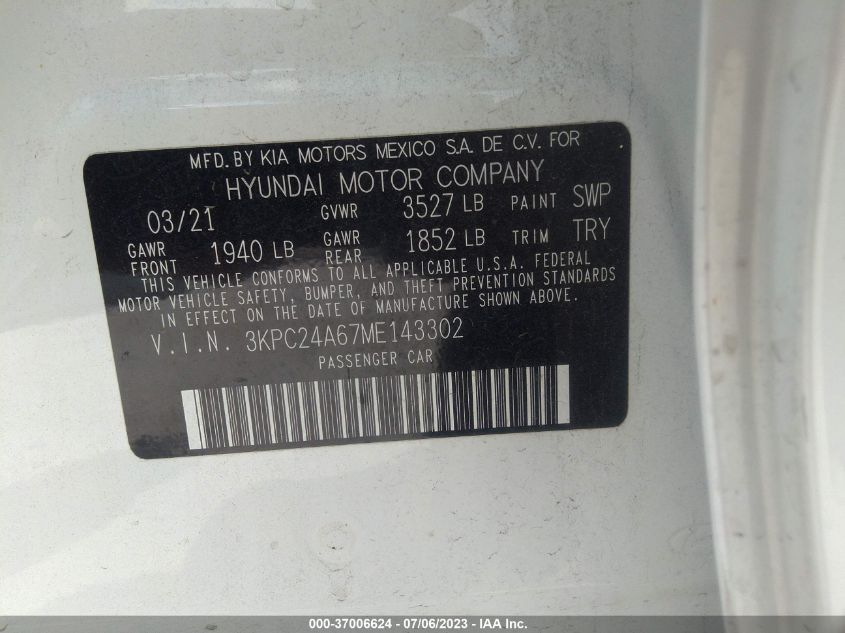 MFD. BY KIA MOTORS MEXICO S.A. DE C.V. FOR
HYUNDAI MOTOR COMPANY
03/21 GVWR 3527 LB PAINT SWP
GAWR FRONT 1940 LB GAWR REAR 1852 LB TRIM TRY
THIS VEHICLE CONFORMS TO ALL APPLICABLE U.S.A. FEDERAL
MOTOR VEHICLE SAFETY, BUMPER, AND THEFT PREVENTION STANDARDS
IN EFFECT ON THE DATE OF MANUFACTURE SHOWN ABOVE.
V.I.N. 3KPC24A67ME143302
PASSENGER CAR
000-37006624 - 07/06/2023 - IAA Inc.